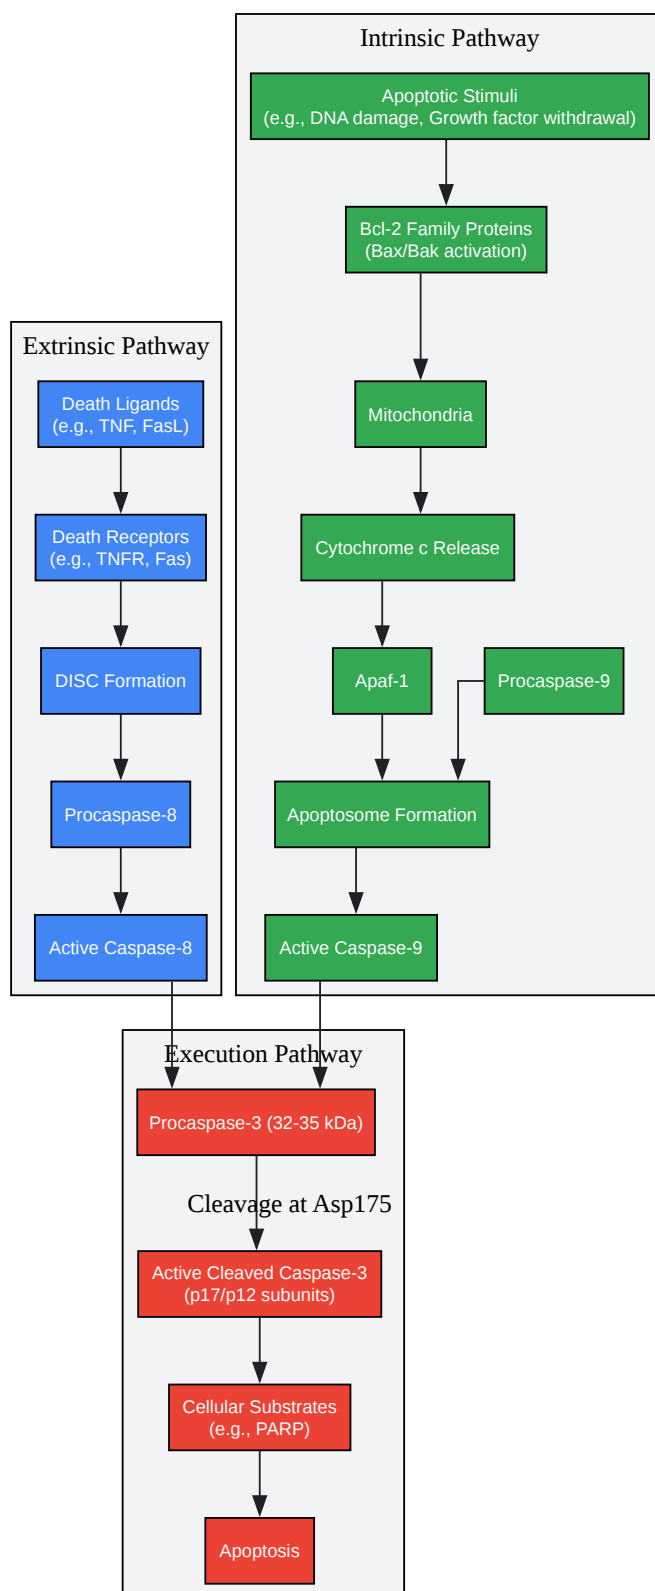 Intrinsic Pathway
Apoptotic Stimuli
(e.g., DNA damage, Growth factor withdrawal)
Bcl-2 Family Proteins
(Bax/Bak activation)
Mitochondria
Cytochrome c Release
Apaf-1
Procaspase-9
Apoptosome Formation
Active Caspase-9
Extrinsic Pathway
Death Ligands
(e.g., TNF, FasL)
Death Receptors
(e.g., TNFR, Fas)
DISC Formation
Procaspase-8
Active Caspase-8
Execution Pathway
Procaspase-3 (32-35 kDa)
Cleavage at Asp175
Active Cleaved Caspase-3
(p17/p12 subunits)
Cellular Substrates
(e.g., PARP)
Apoptosis